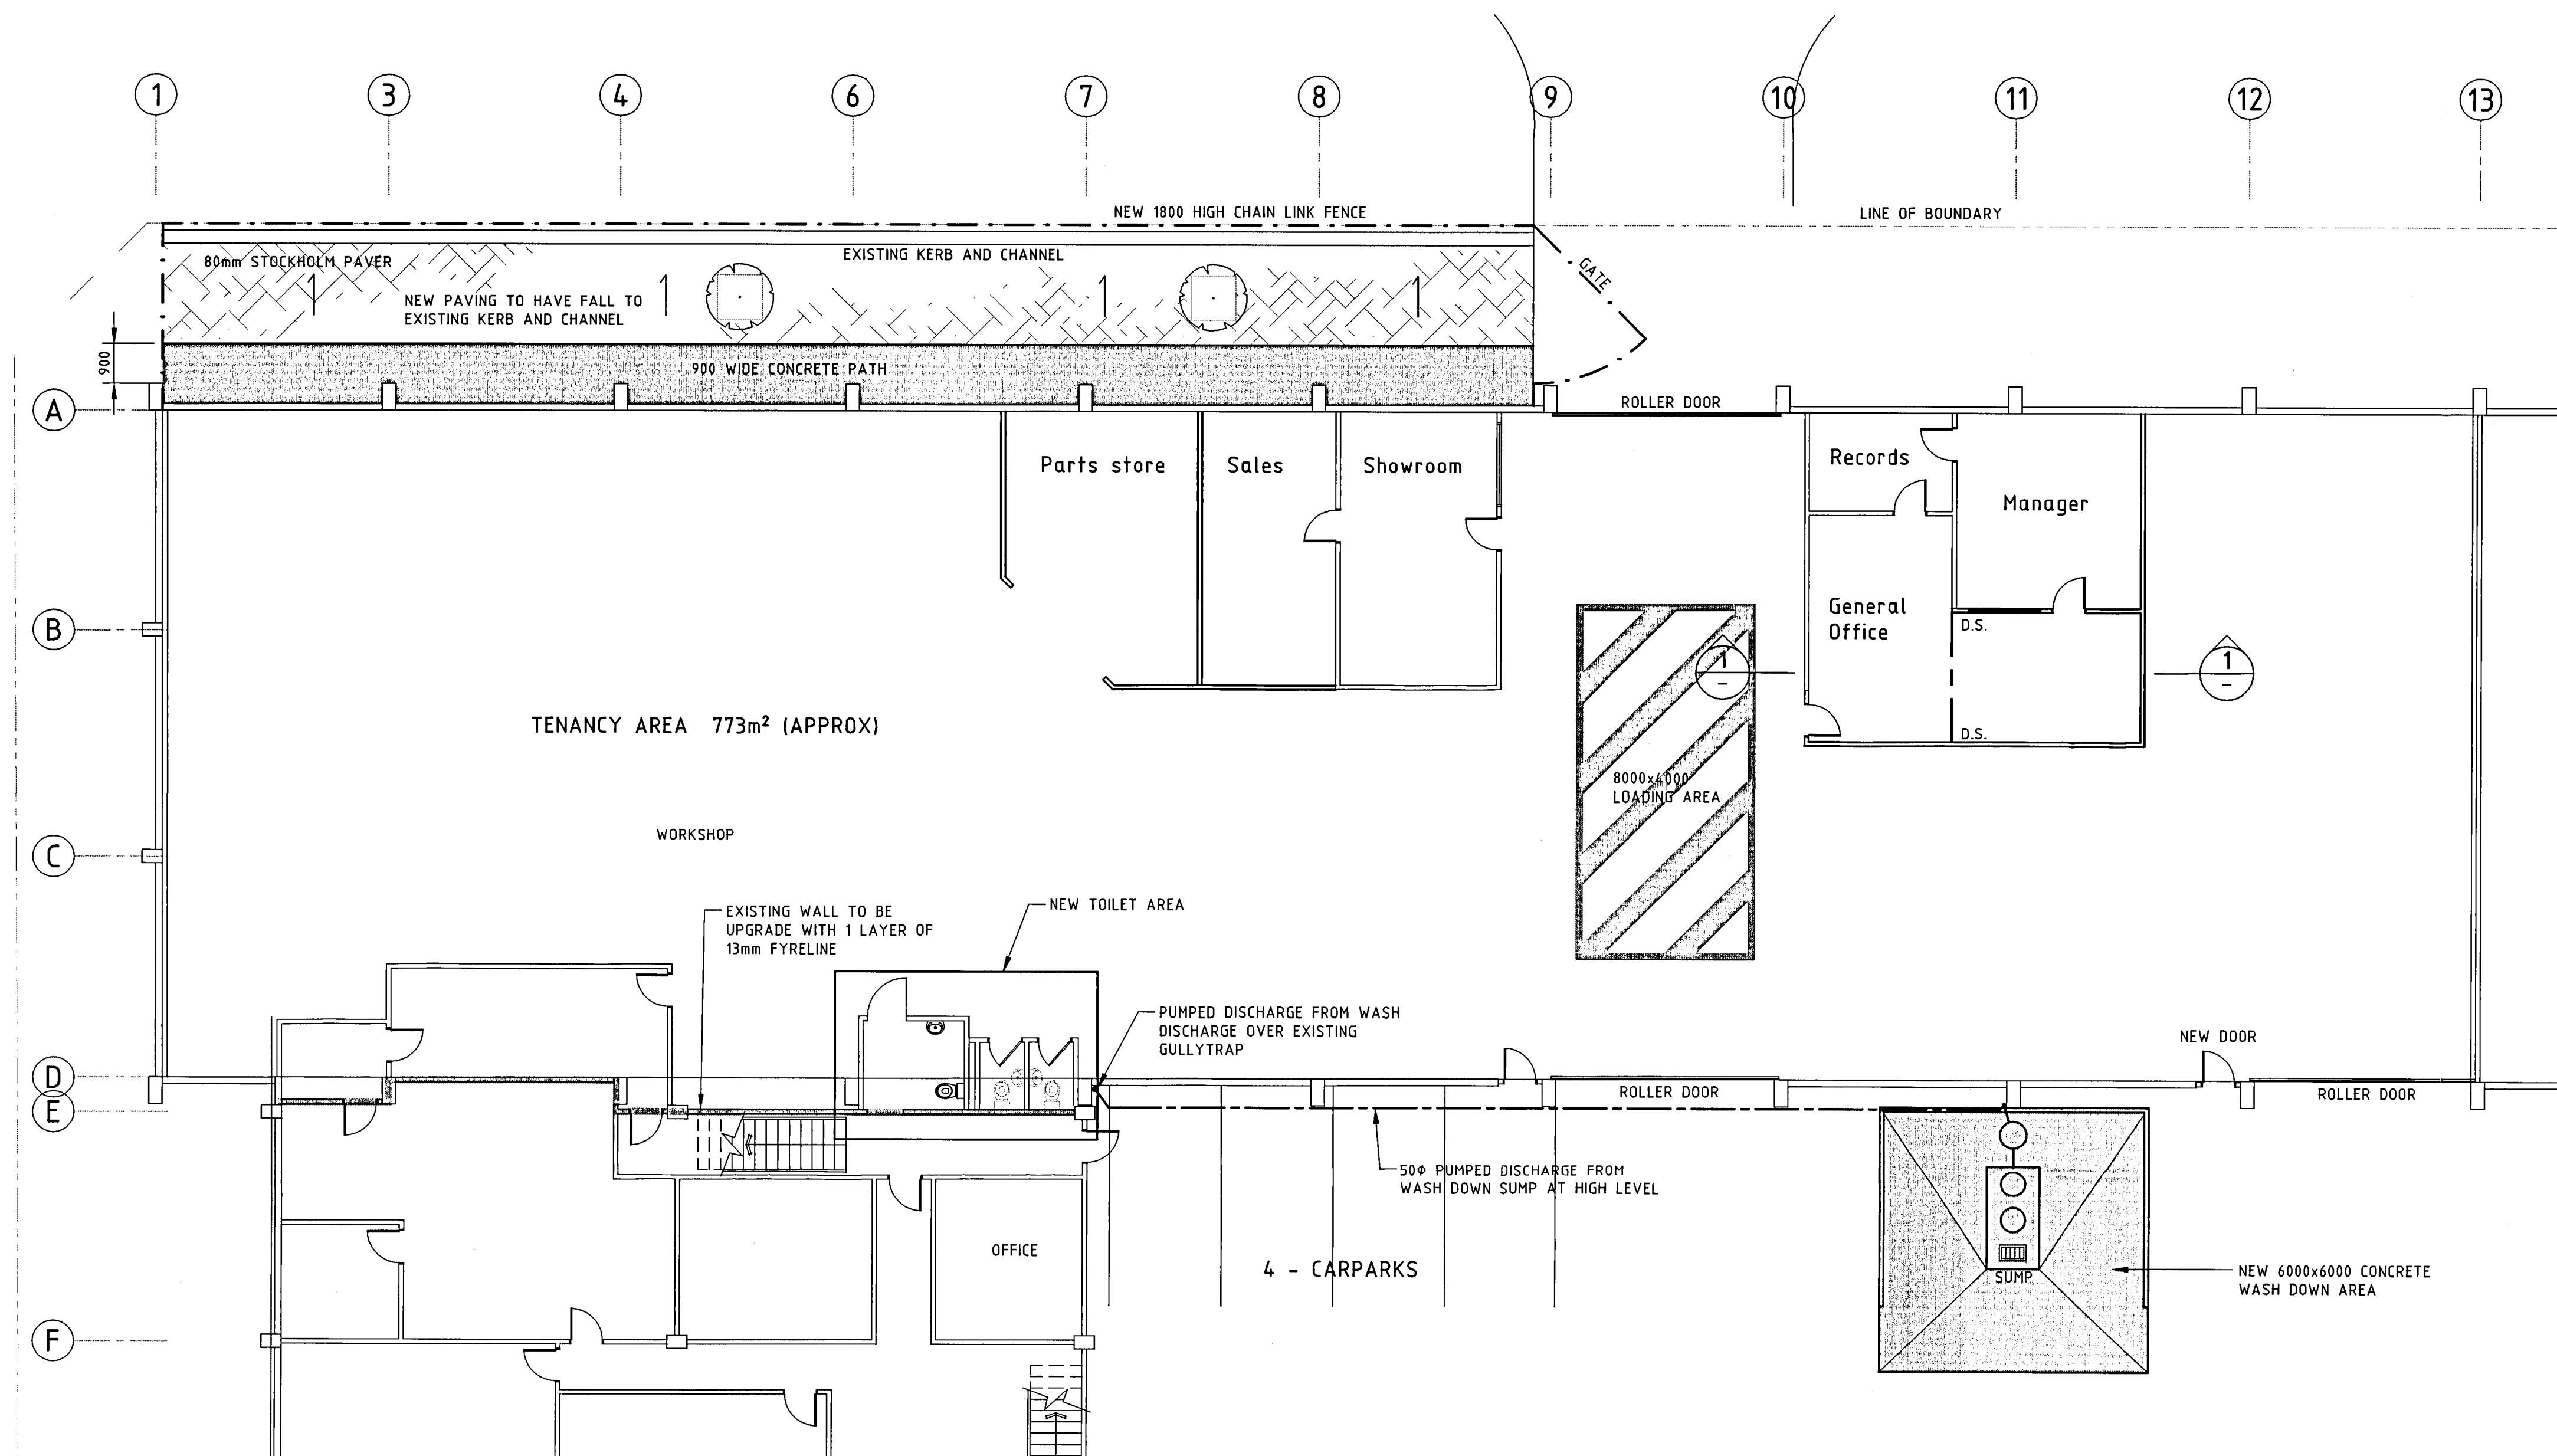 1 3 4 6 7 8 9 10 11 12 13
NEW 1800 HIGH CHAIN LINK FENCE
LINE OF BOUNDARY
EXISTING KERB AND CHANNEL
80mm STOCKHOLM PAVER
GATE
NEW PAVING TO HAVE FALL TO
EXISTING KERB AND CHANNEL
900
900 WIDE CONCRETE PATH
A
ROLLER DOOR
Parts store
Sales
Showroom
Records
Manager
B
General
Office
D.S.
1
–
1
–
TENANCY AREA 773m² (APPROX)
D.S.
8000x4000
LOADING AREA
WORKSHOP
C
EXISTING WALL TO BE
UPGRADE WITH 1 LAYER OF
13mm FYRELINE
NEW TOILET AREA
PUMPED DISCHARGE FROM WASH
DISCHARGE OVER EXISTING
GULLYTRAP
NEW DOOR
D
ROLLER DOOR
ROLLER DOOR
E
50ϕ PUMPED DISCHARGE FROM
WASH DOWN SUMP AT HIGH LEVEL
OFFICE
4 - CARPARKS
SUMP
NEW 6000x6000 CONCRETE
WASH DOWN AREA
F